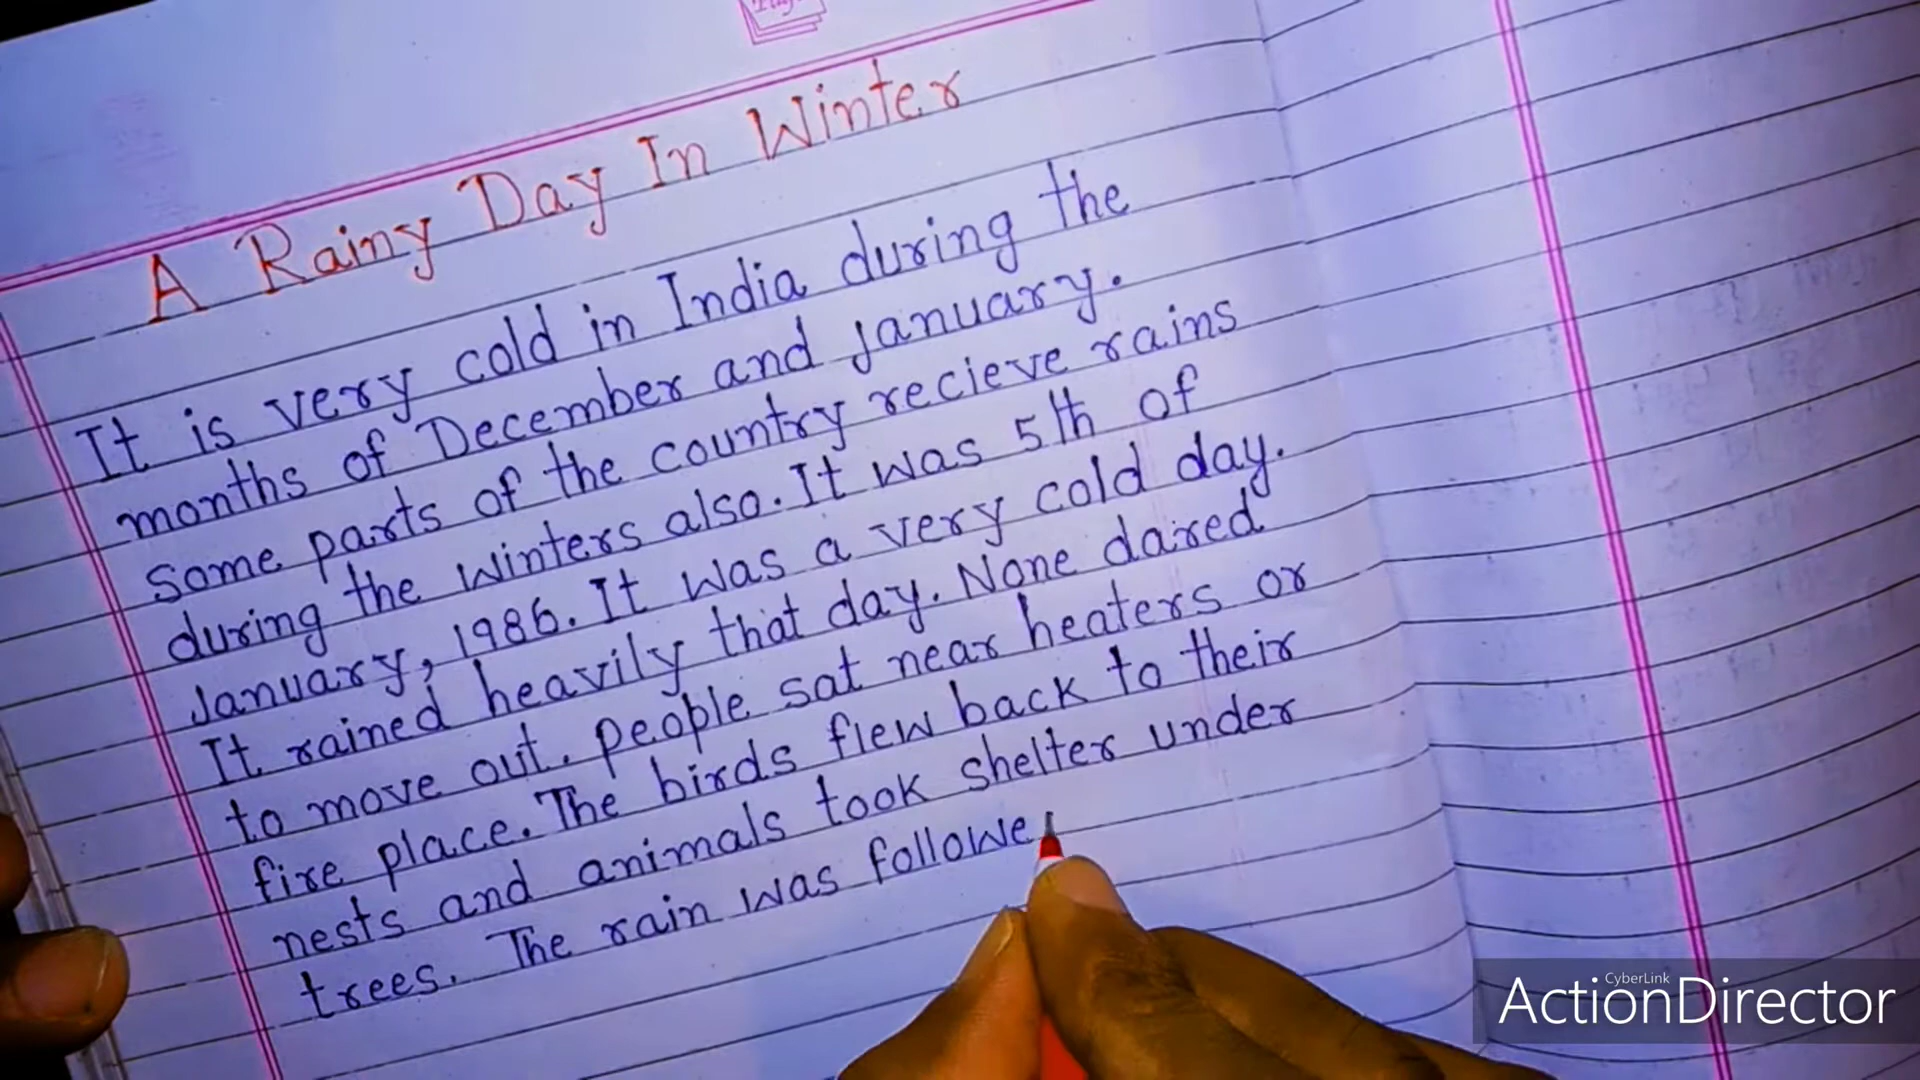 A Rainy Day In Winter
It is very cold in India during the
months of December and January.
Some parts of the country recieve rains
during the winters also. It was 5th of
January, 1986. It was a very cold day.
It rained heavily that day. None dared
to move out. people sat near heaters or
fire place. The birds flew back to their
nests and animals took shelter under
trees. The rain was followe
CyberLink
ActionDirector